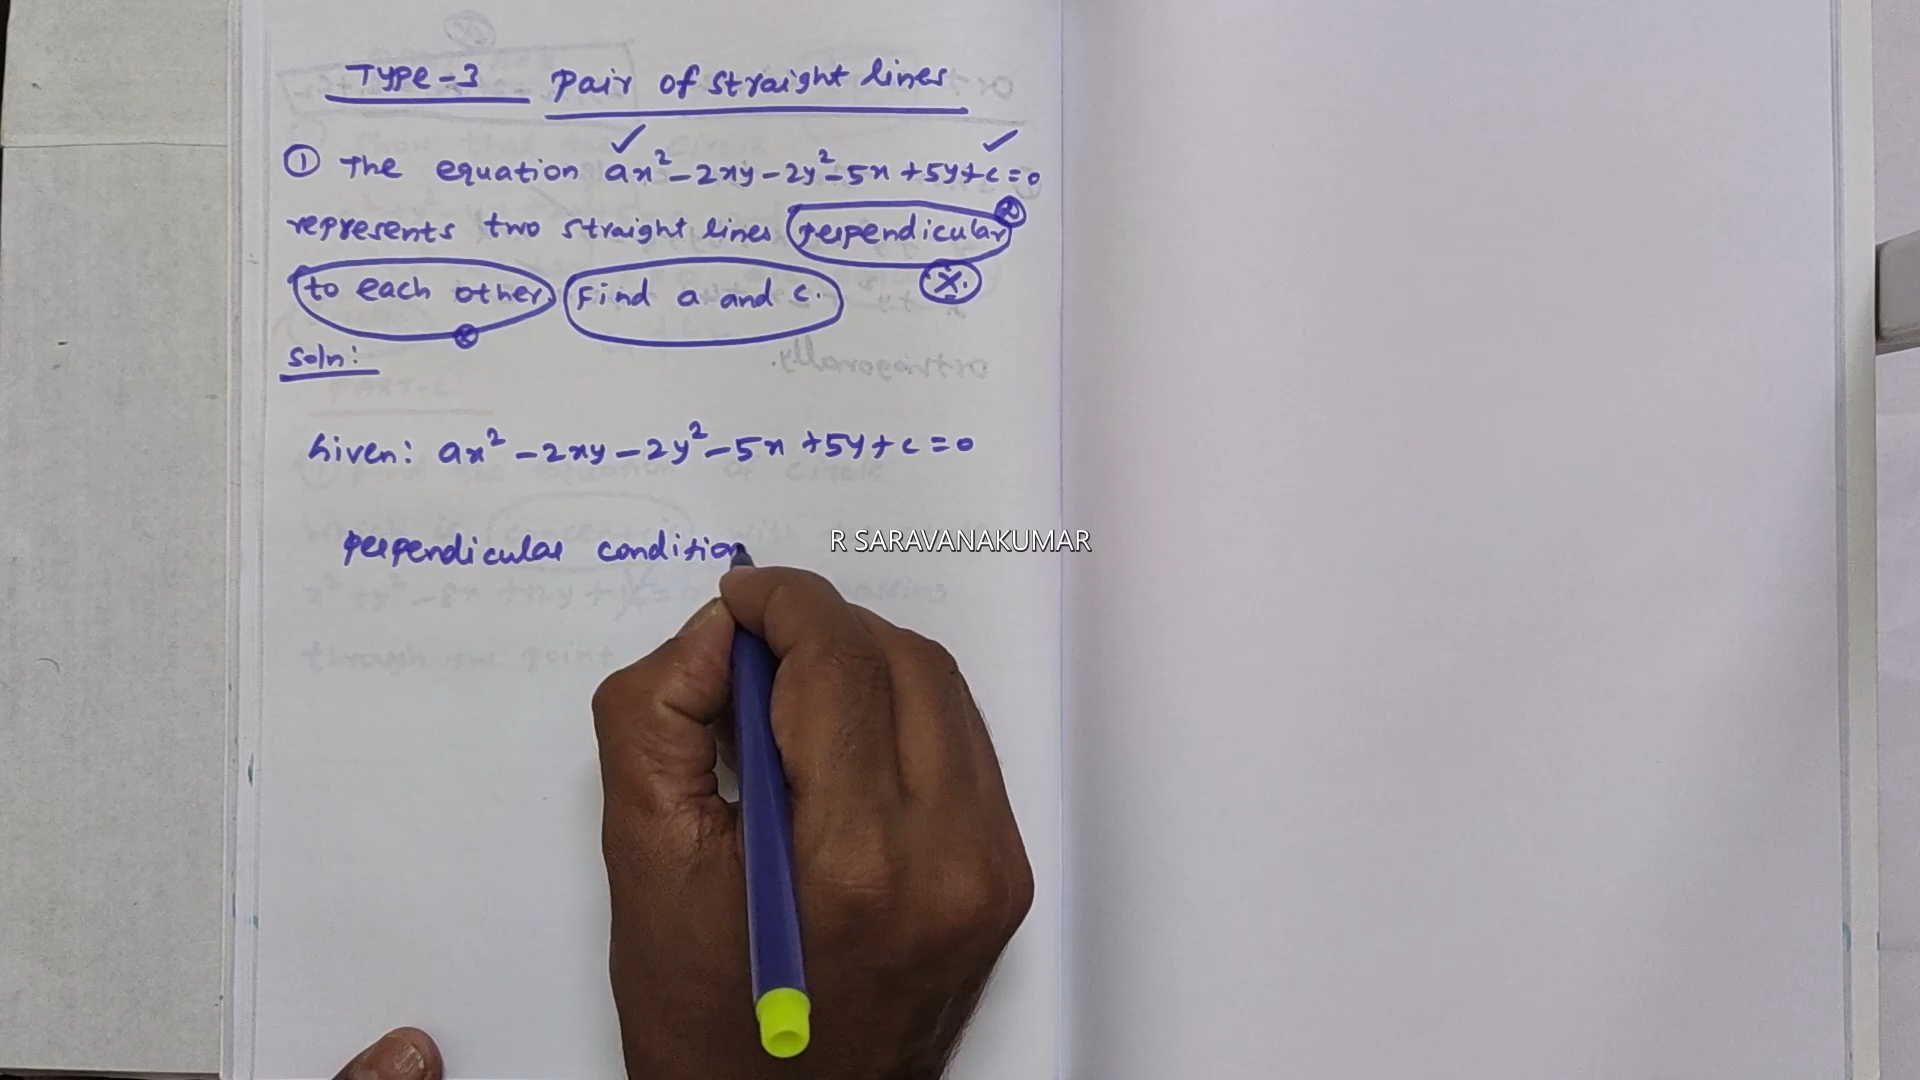 TYPE-3 Pair of straight lines
① The equation ax² - 2xy - 2y² - 5x + 5y + c = 0
represents two straight lines perpendicular
to each other. Find a and c.
Soln:
Given: ax² - 2xy - 2y² - 5x + 5y + c = 0
perpendicular condition
R SARAVANAKUMAR